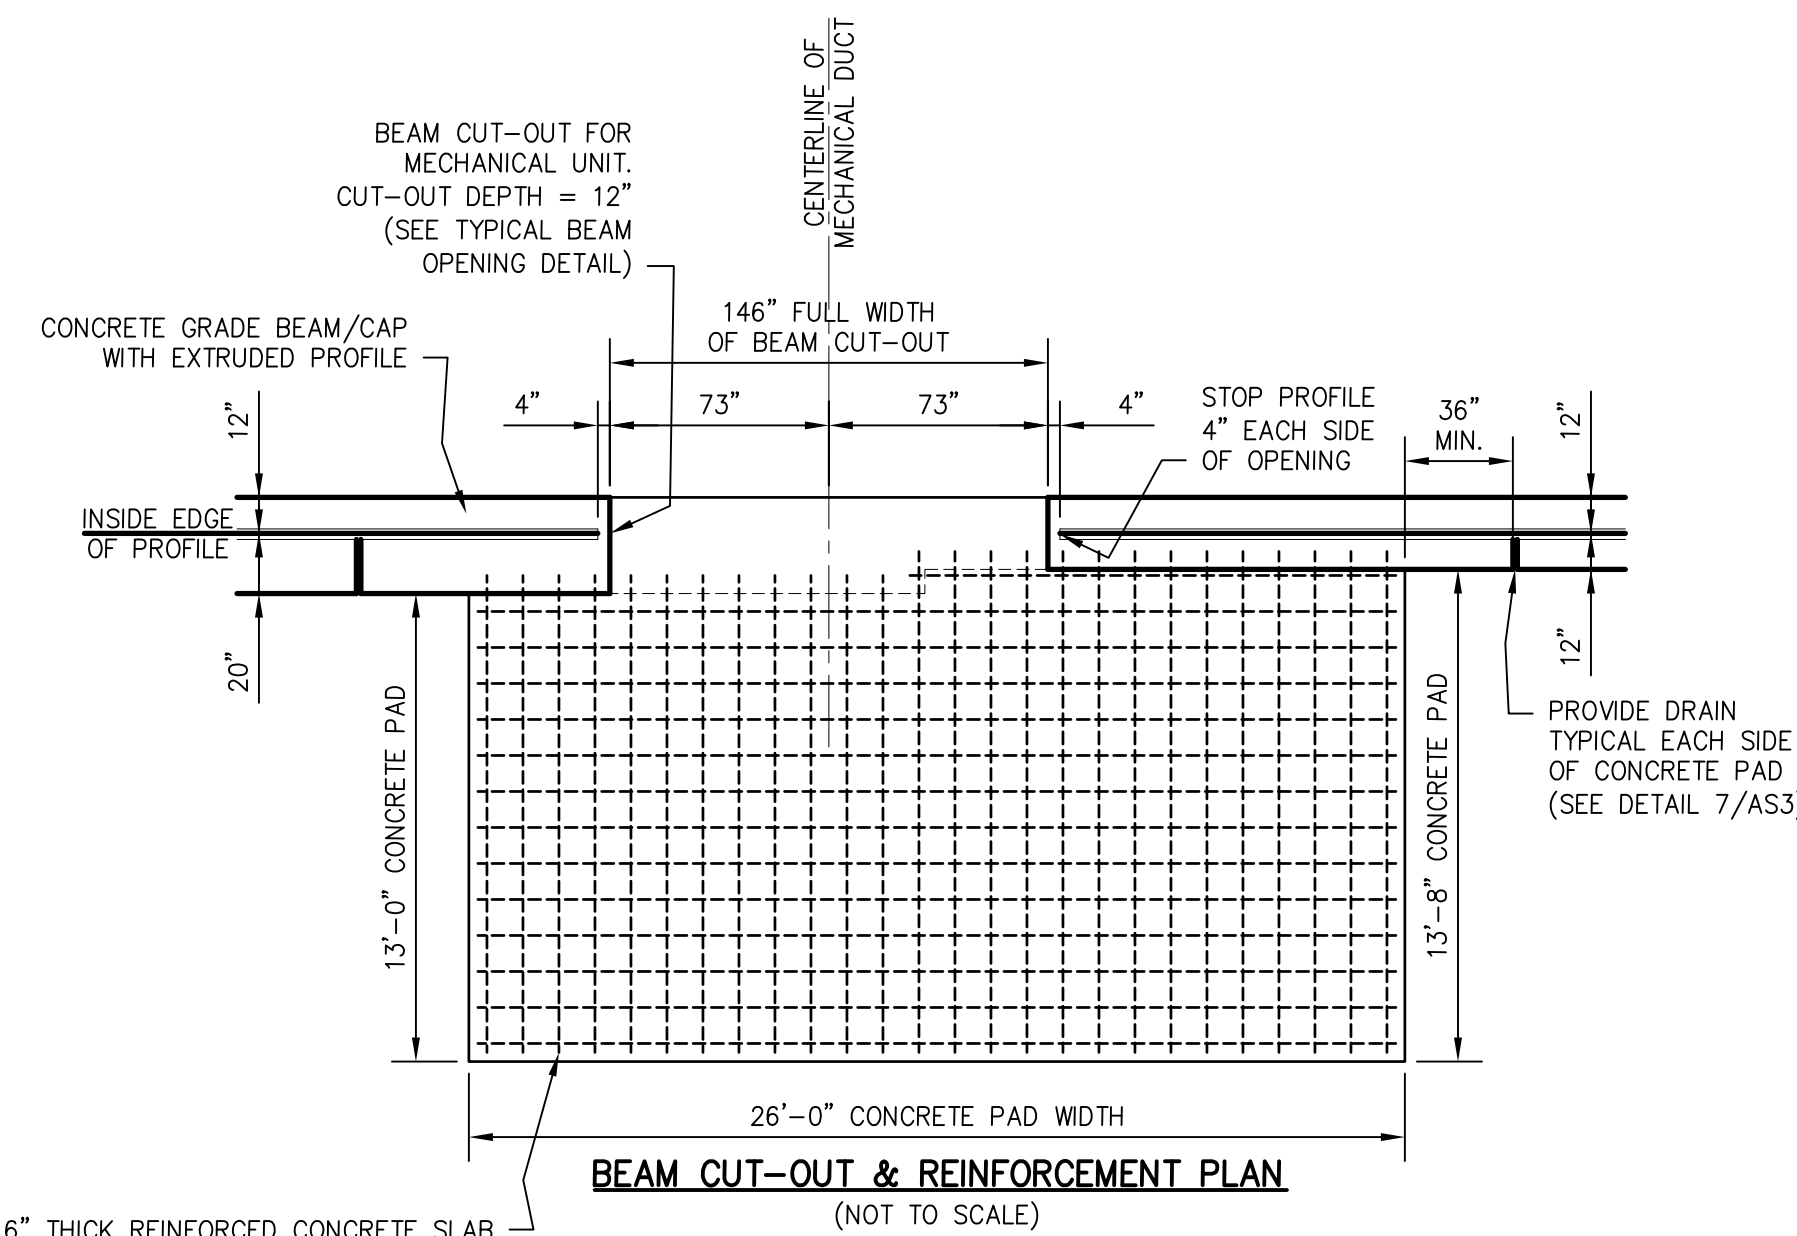 CENTERLINE OF
MECHANICAL DUCT
BEAM CUT-OUT FOR
MECHANICAL UNIT.
CUT-OUT DEPTH = 12"
(SEE TYPICAL BEAM
OPENING DETAIL)
146" FULL WIDTH
OF BEAM CUT-OUT
CONCRETE GRADE BEAM/CAP
WITH EXTRUDED PROFILE
4"
73"
73"
4"
STOP PROFILE
4" EACH SIDE
OF OPENING
36"
MIN.
12"
12"
INSIDE EDGE
OF PROFILE
20"
12"
13'-0" CONCRETE PAD
13'-8" CONCRETE PAD
PROVIDE DRAIN
TYPICAL EACH SIDE
OF CONCRETE PAD
(SEE DETAIL 7/AS3)
26'-0" CONCRETE PAD WIDTH
BEAM CUT-OUT & REINFORCEMENT PLAN
(NOT TO SCALE)
6" THICK REINFORCED CONCRETE SLAB